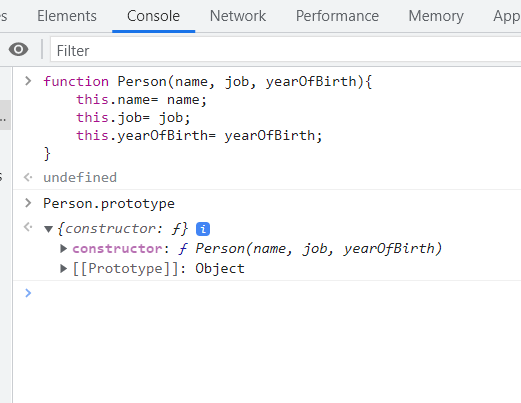 es Elements Console Network Performance Memory App
Filter
function Person(name, job, yearOfBirth){
this.name= name;
this.job= job;
this.yearOfBirth= yearOfBirth;
}
undefined
Person.prototype
{constructor: ƒ} i
constructor: ƒ Person(name, job, yearOfBirth)
[[Prototype]]: Object